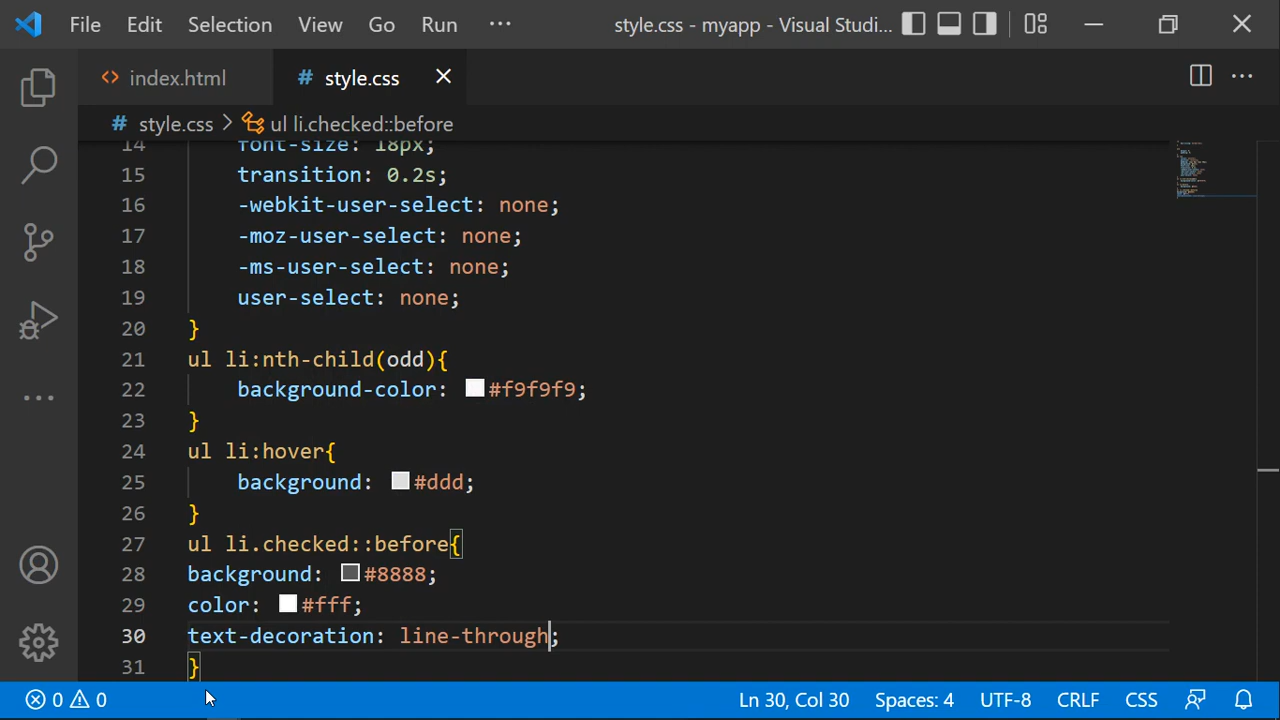 File Edit Selection View Go Run ··· style.css - myapp - Visual Studi...
index.html # style.css
# style.css > ul li.checked::before
14 font-size: 18px;
15 transition: 0.2s;
16 -webkit-user-select: none;
17 -moz-user-select: none;
18 -ms-user-select: none;
19 user-select: none;
20 }
21 ul li:nth-child(odd){
22 background-color: #f9f9f9;
23 }
24 ul li:hover{
25 background: #ddd;
26 }
27 ul li.checked::before{
28 background: #8888;
29 color: #fff;
30 text-decoration: line-through;
31 }
0 0 Ln 30, Col 30 Spaces: 4 UTF-8 CRLF CSS